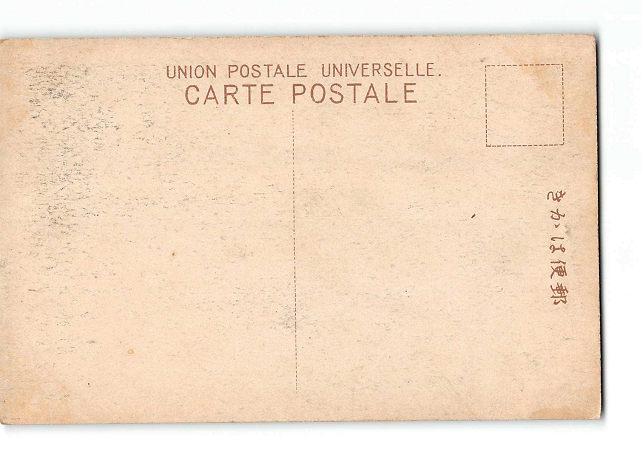 UNION POSTALE UNIVERSELLE.
CARTE POSTALE
郵便はがき